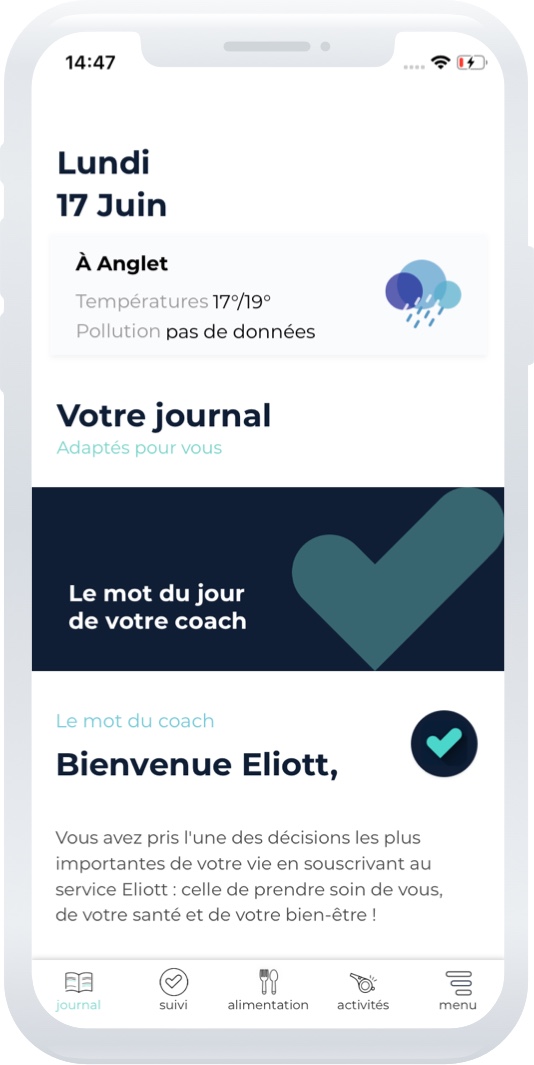 14:47
Lundi
17 Juin
À Anglet
Températures 17°/19°
Pollution pas de données
Votre journal
Adaptés pour vous
Le mot du jour
de votre coach
Le mot du coach
Bienvenue Eliott,
Vous avez pris l'une des décisions les plus
importantes de votre vie en souscrivant au
service Eliott : celle de prendre soin de vous,
de votre santé et de votre bien-être !
journal suivi alimentation activités menu